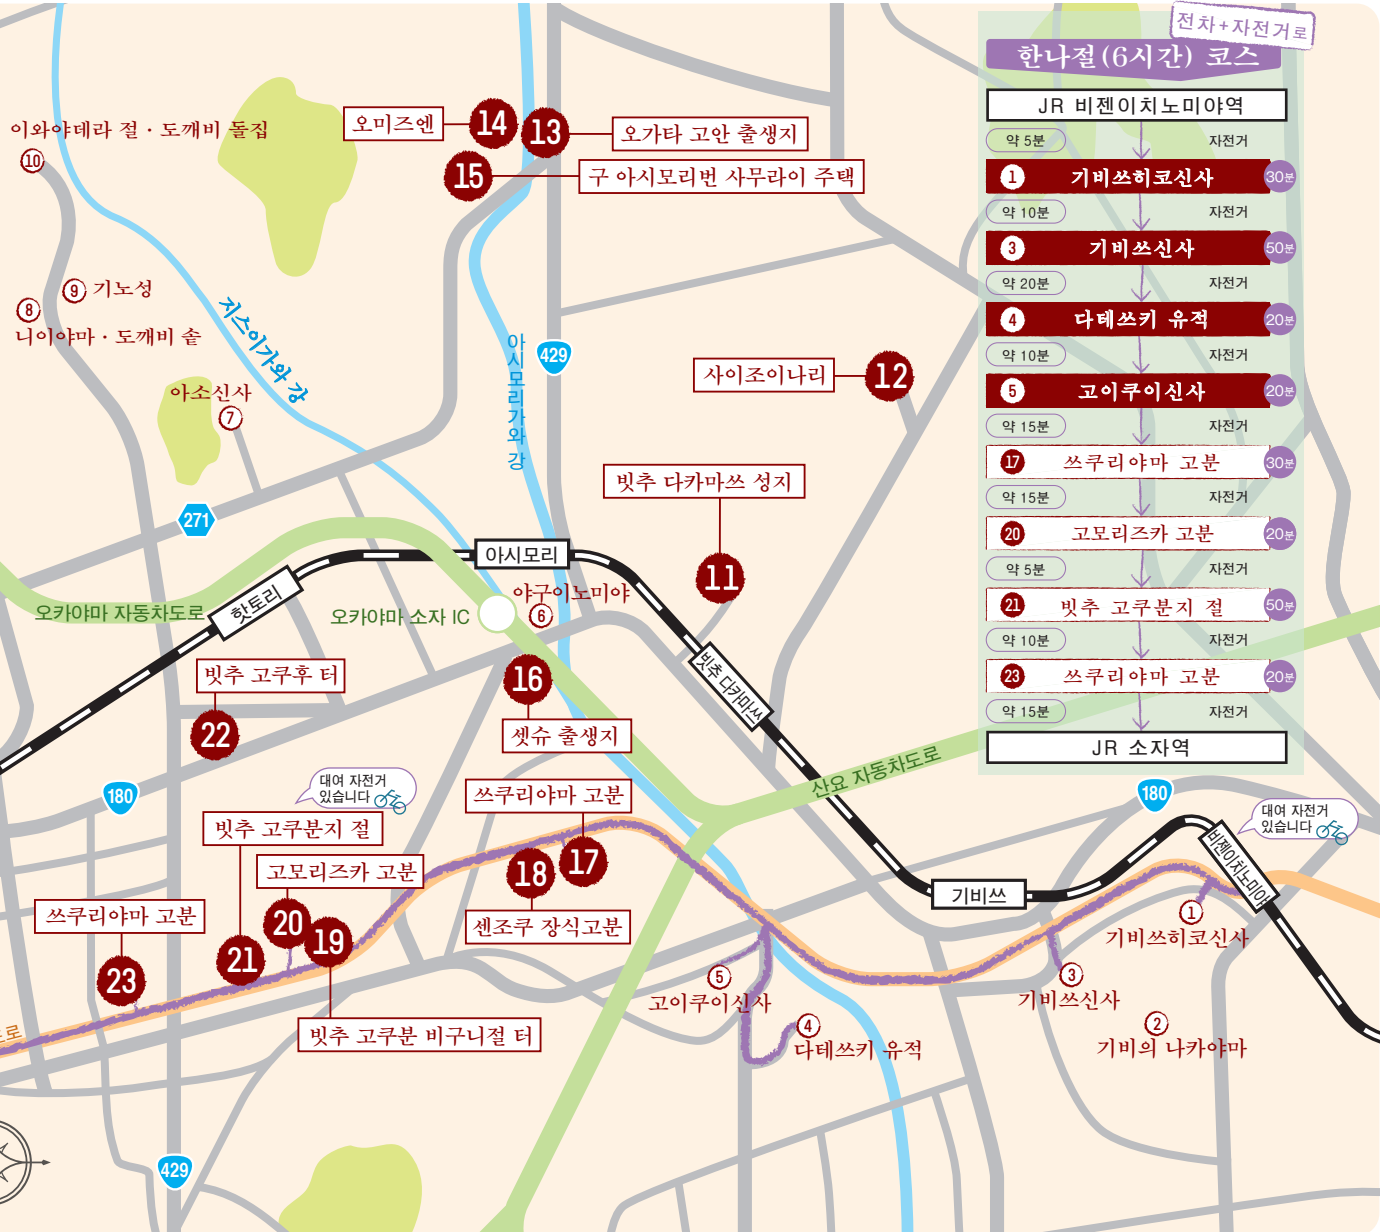 전차+자전거로
한나절(6시간) 코스
JR 비젠이치노미야역
약 5분 자전거
1 기비쓰히코신사 30분
약 10분 자전거
3 기비쓰신사 50분
약 20분 자전거
4 다테쓰키 유적 20분
약 10분 자전거
5 고이쿠이신사 20분
약 15분 자전거
17 쓰쿠리야마 고분 30분
약 15분 자전거
20 고모리즈카 고분 20분
약 5분 자전거
21 빗추 고쿠분지 절 50분
약 10분 자전거
23 쓰쿠리야마 고분 20분
약 15분 자전거
JR 소자역
오미즈엔
14
13
오가타 고안 출생지
15
구 아시모리번 사무라이 주택
이와야데라 절 · 도깨비 돌집
10
9 기노성
8
니이야마 · 도깨비 솥
지스이가와 강
아시모리가와 강
429
사이조이나리
12
아소신사
7
빗추 다카마쓰 성지
11
271
아시모리
야구이노미야
6
핫토리
오카야마 자동차도로
오카야마 소자 IC
빗추 다카마쓰
빗추 고쿠후 터
22
16
셋슈 출생지
산요 자동차도로
180
대여 자전거
있습니다
쓰쿠리야마 고분
17
18
센조쿠 장식고분
빗추 고쿠분지 절
21
고모리즈카 고분
20
19
빗추 고쿠분 비구니절 터
쓰쿠리야마 고분
23
도로
기비쓰
180
대여 자전거
있습니다
비젠이치노미야
1
기비쓰히코신사
3
기비쓰신사
2
기비의 나카야마
5
고이쿠이신사
4
다테쓰키 유적
429